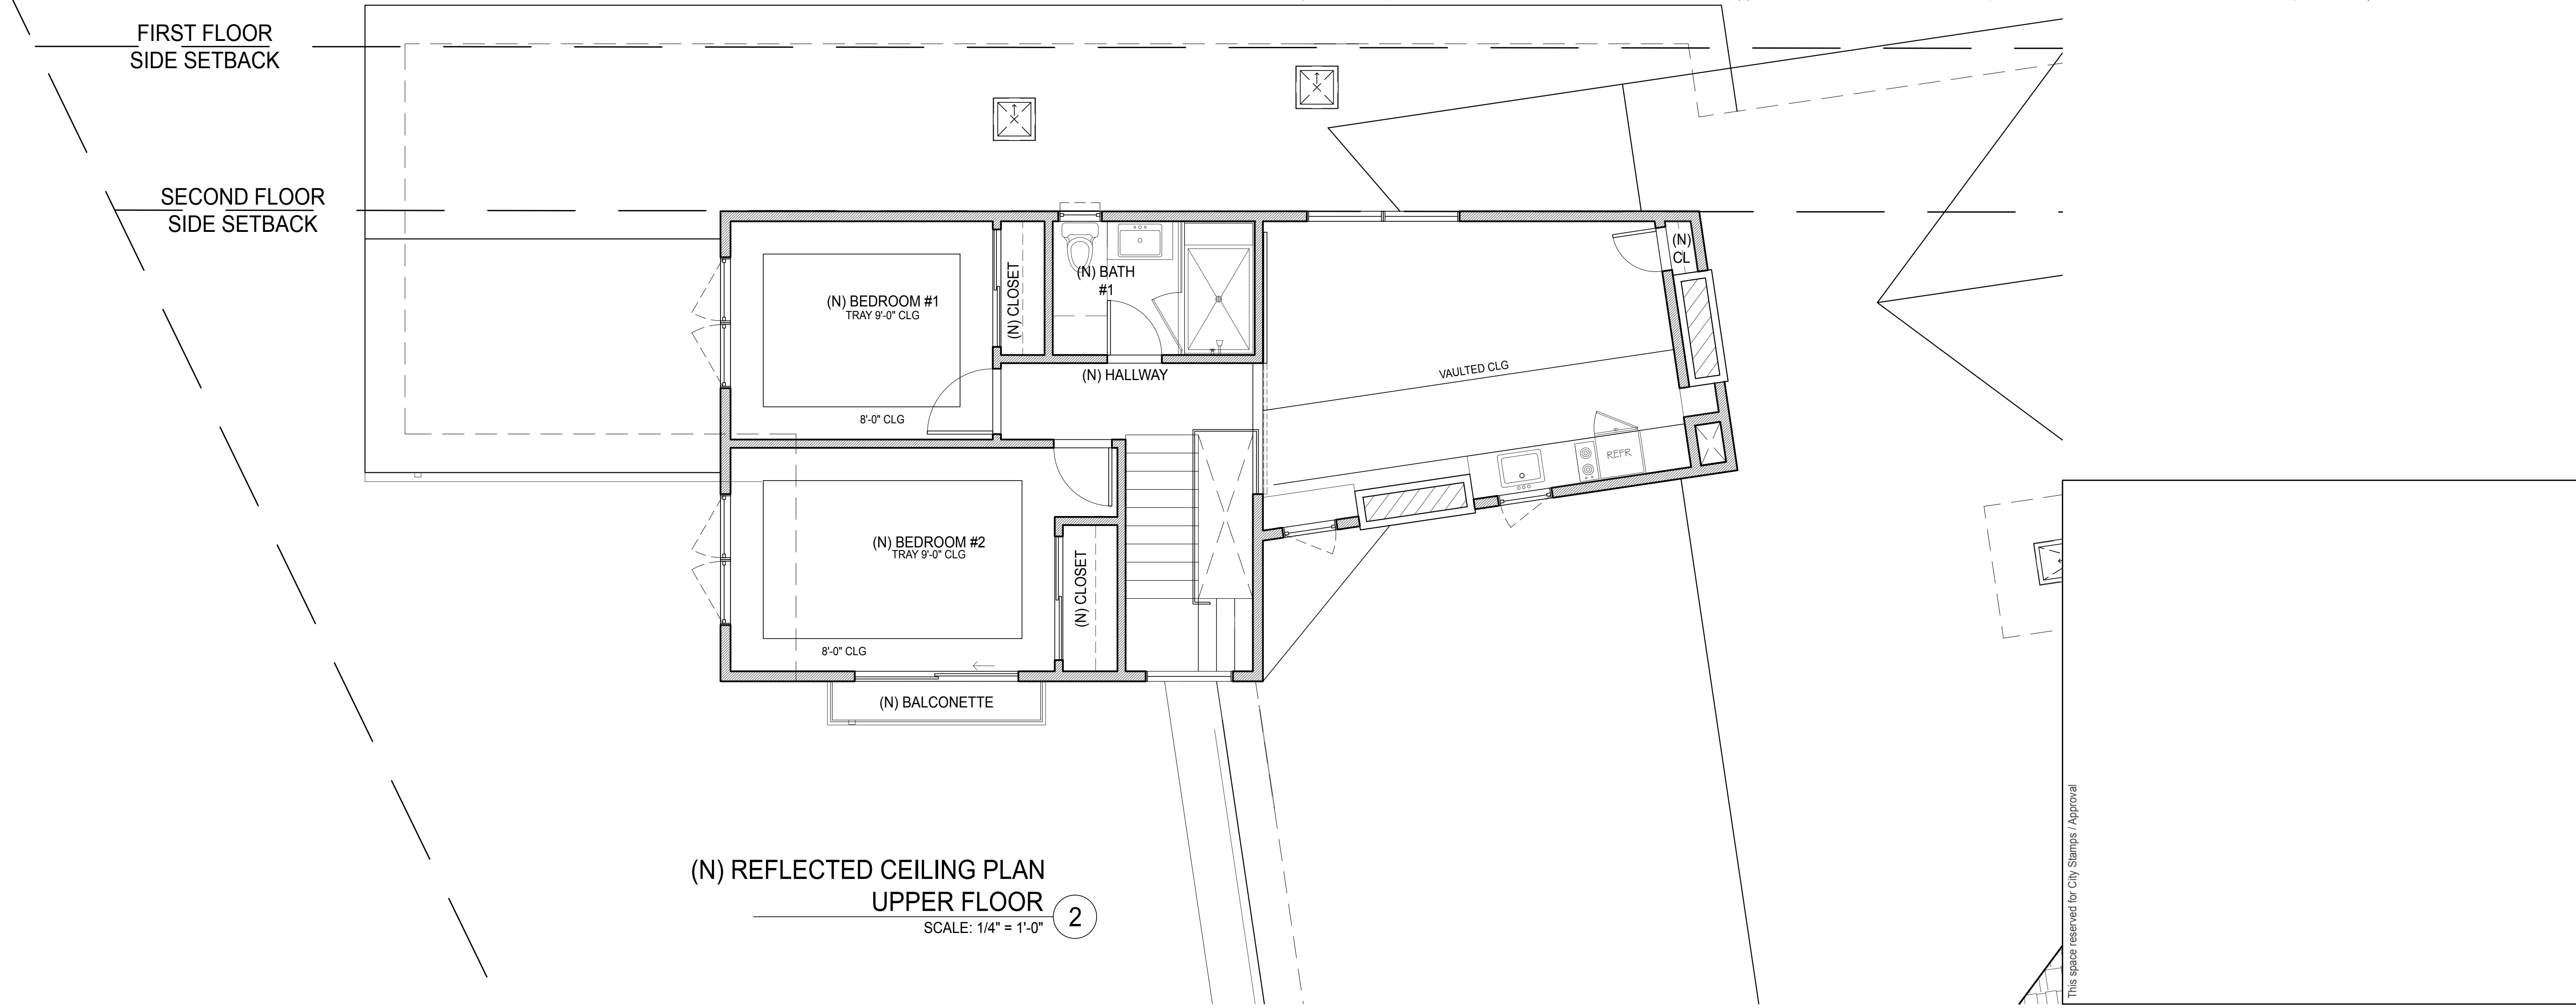 FIRST FLOOR
SIDE SETBACK
SECOND FLOOR
SIDE SETBACK
(N) BEDROOM #1
TRAY 9'-0" CLG
8'-0" CLG
(N) CLOSET
(N) BATH
#1
(N) HALLWAY
(N)
CL
VAULTED CLG
REFR
(N) BEDROOM #2
TRAY 9'-0" CLG
8'-0" CLG
(N) CLOSET
(N) BALCONETTE
(N) REFLECTED CEILING PLAN
UPPER FLOOR
SCALE: 1/4" = 1'-0"
2
This space reserved for City Stamps / Approval